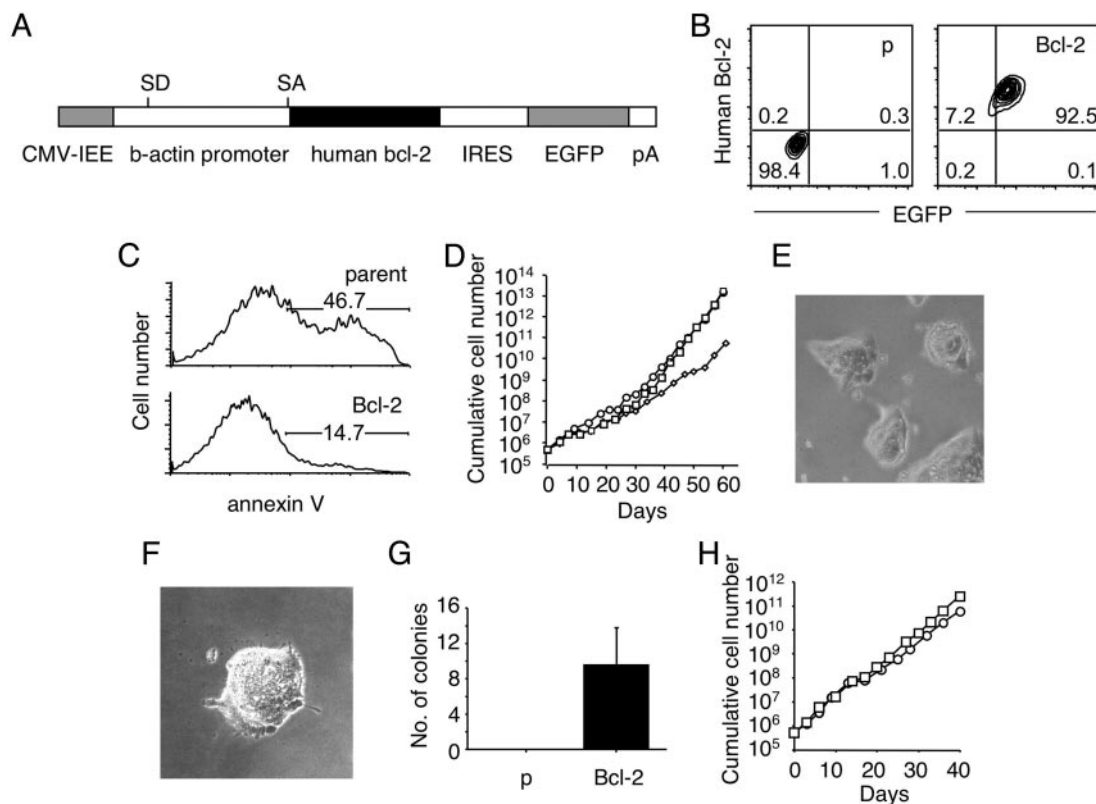 A
SD
SA
CMV-IEE
b-actin promoter
human bcl-2
IRES
EGFP
pA
B
Human Bcl-2
p
0.2
0.3
98.4
1.0
Bcl-2
7.2
92.5
0.2
0.1
EGFP
C
Cell number
parent
46.7
Bcl-2
14.7
annexin V
D
Cumulative cell number
10¹⁴
10¹³
10¹²
10¹¹
10¹⁰
10⁹
10⁸
10⁷
10⁶
10⁵
0 10 20 30 40 50 60
Days
E
F
G
No. of colonies
16
12
8
4
0
p
Bcl-2
H
Cumulative cell number
10¹²
10¹¹
10¹⁰
10⁹
10⁸
10⁷
10⁶
10⁵
0 10 20 30 40
Days